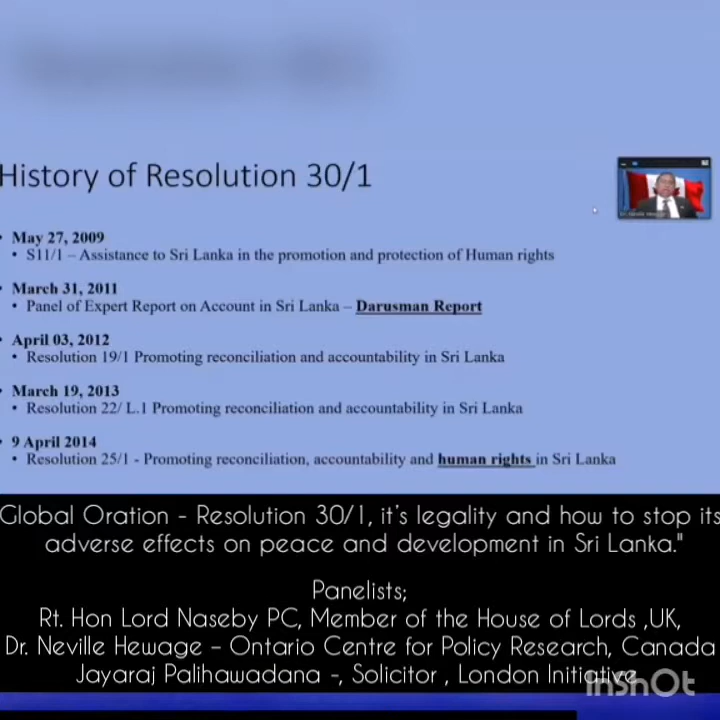 History of Resolution 30/1
May 27, 2009
• S11/1 – Assistance to Sri Lanka in the promotion and protection of Human rights
March 31, 2011
• Panel of Expert Report on Account in Sri Lanka – Darusman Report
April 03, 2012
• Resolution 19/1 Promoting reconciliation and accountability in Sri Lanka
March 19, 2013
• Resolution 22/ L.1 Promoting reconciliation and accountability in Sri Lanka
9 April 2014
• Resolution 25/1 - Promoting reconciliation, accountability and human rights in Sri Lanka
Global Oration - Resolution 30/1, it's legality and how to stop its
adverse effects on peace and development in Sri Lanka."
Panelists;
Rt. Hon Lord Naseby PC, Member of the House of Lords ,UK,
Dr. Neville Hewage – Ontario Centre for Policy Research, Canada
Jayaraj Palihawadana -, Solicitor , London Initiative
InshOt